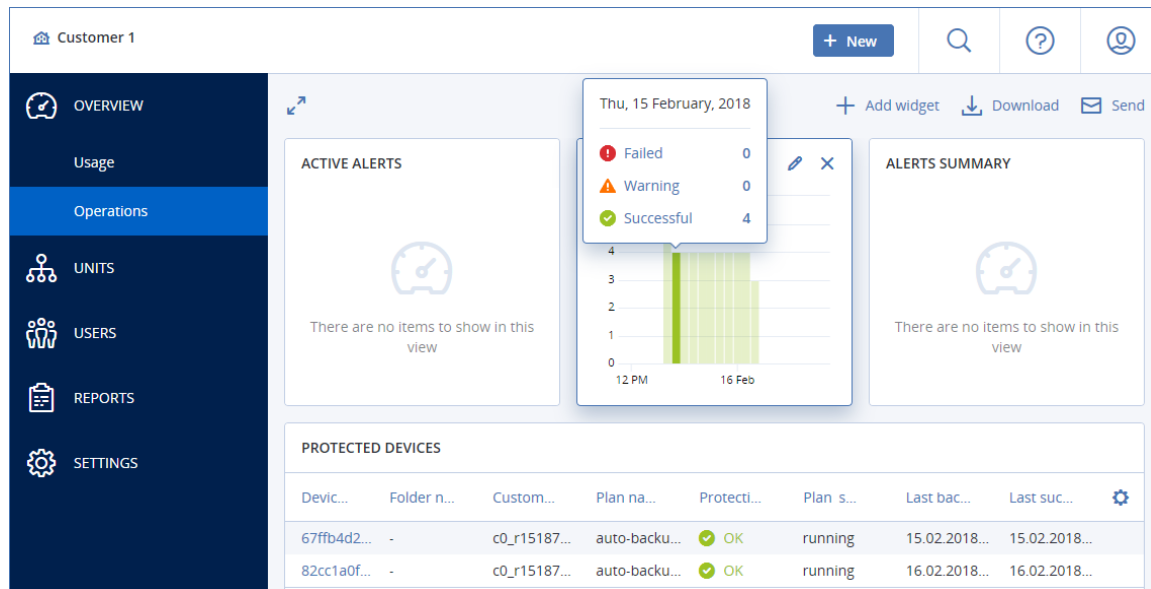 Customer 1
+ New
OVERVIEW
Usage
Operations
UNITS
USERS
REPORTS
SETTINGS
Add widget
Download
Send
ACTIVE ALERTS
There are no items to show in this
view
Thu, 15 February, 2018
Failed 0
Warning 0
Successful 4
4
3
2
1
0
12 PM 16 Feb
ALERTS SUMMARY
There are no items to show in this
view
PROTECTED DEVICES
Devic... Folder n... Custom... Plan na... Protecti... Plan s... Last bac... Last suc...
67ffb4d2... - c0_r15187... auto-backu... OK running 15.02.2018... 15.02.2018...
82cc1a0f... - c0_r15187... auto-backu... OK running 16.02.2018... 16.02.2018...